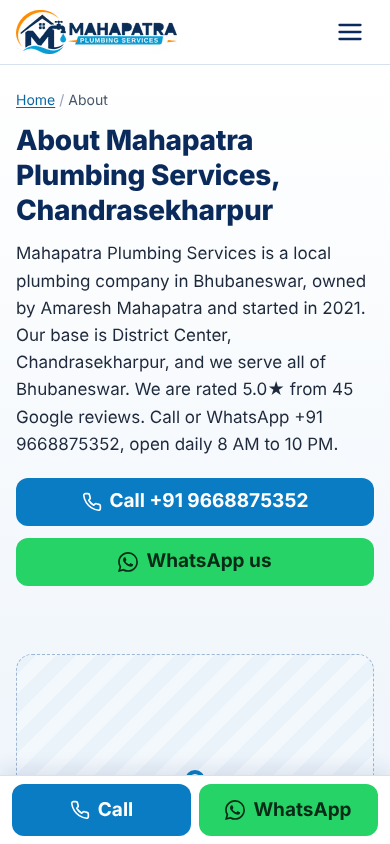 MAHAPATRA
PLUMBING SERVICES
Home / About
About Mahapatra
Plumbing Services,
Chandrasekharpur
Mahapatra Plumbing Services is a local
plumbing company in Bhubaneswar, owned
by Amaresh Mahapatra and started in 2021.
Our base is District Center,
Chandrasekharpur, and we serve all of
Bhubaneswar. We are rated 5.0★ from 45
Google reviews. Call or WhatsApp +91
9668875352, open daily 8 AM to 10 PM.
Call +91 9668875352
WhatsApp us
Call
WhatsApp